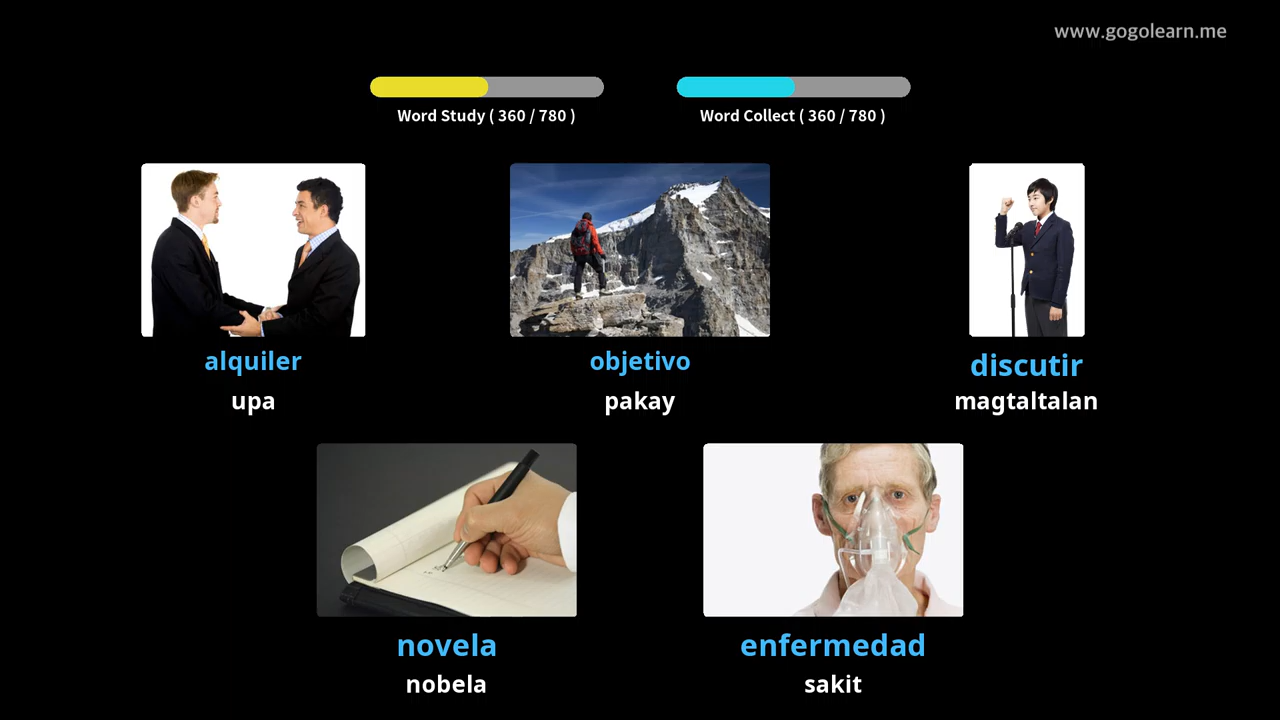 www.gogolearn.me
Word Study ( 360 / 780 )
Word Collect ( 360 / 780 )
alquiler
upa
objetivo
pakay
discutir
magtaltalan
novela
nobela
enfermedad
sakit